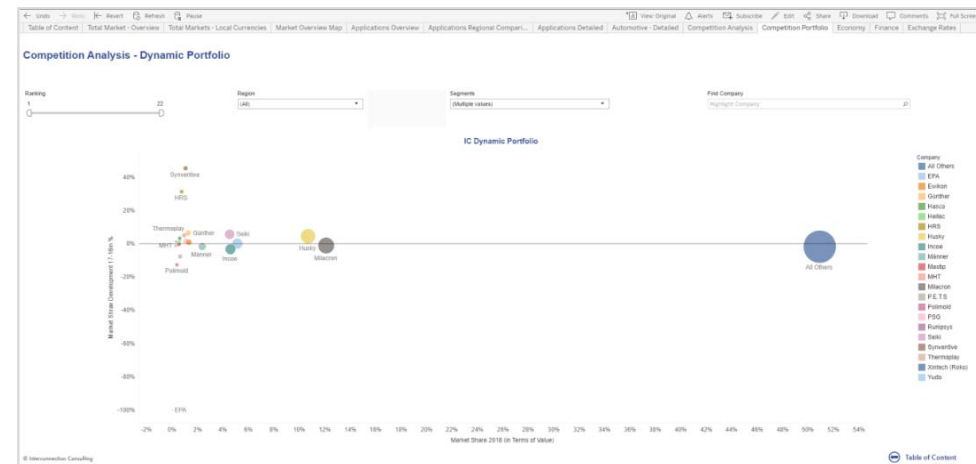 Undo Redo Revert Refresh Pause View: Original Alerts Subscribe Edit Share Download Comments Full Screen
Table of Content Total Market - Overview Total Markets - Local Currencies Market Overview Map Applications Overview Applications Regional Compari... Applications Detailed Automotive - Detailed Competition Analysis Competition Portfolio Economy Finance Exchange Rates
Competition Analysis - Dynamic Portfolio
Ranking
1 22
Region
(All)
Segments
(Multiple values)
Find Company
Highlight Company
IC Dynamic Portfolio
Market Share Development 17-18 in %
40%
20%
0%
-20%
-40%
-60%
-80%
-100%
Synventive
HRS
Thermoplay
Günther
Seiki
MHT
Männer
Incoe
Husky
Milacron
All Others
Polimold
EFA
-2% 0% 2% 4% 6% 8% 10% 12% 14% 16% 18% 20% 22% 24% 26% 28% 30% 32% 34% 36% 38% 40% 42% 44% 46% 48% 50% 52% 54%
Market Share 2018 (in Terms of Value)
Company
All Others
EFA
Ewikon
Günther
Hasco
Heitec
HRS
Husky
Incoe
Männer
Mastip
MHT
Milacron
P.E.T.S
Polimold
PSG
Runipsys
Seiki
Synventive
Thermoplay
Xintech (Roko)
Yudo
© Interconnection Consulting
Table of Content